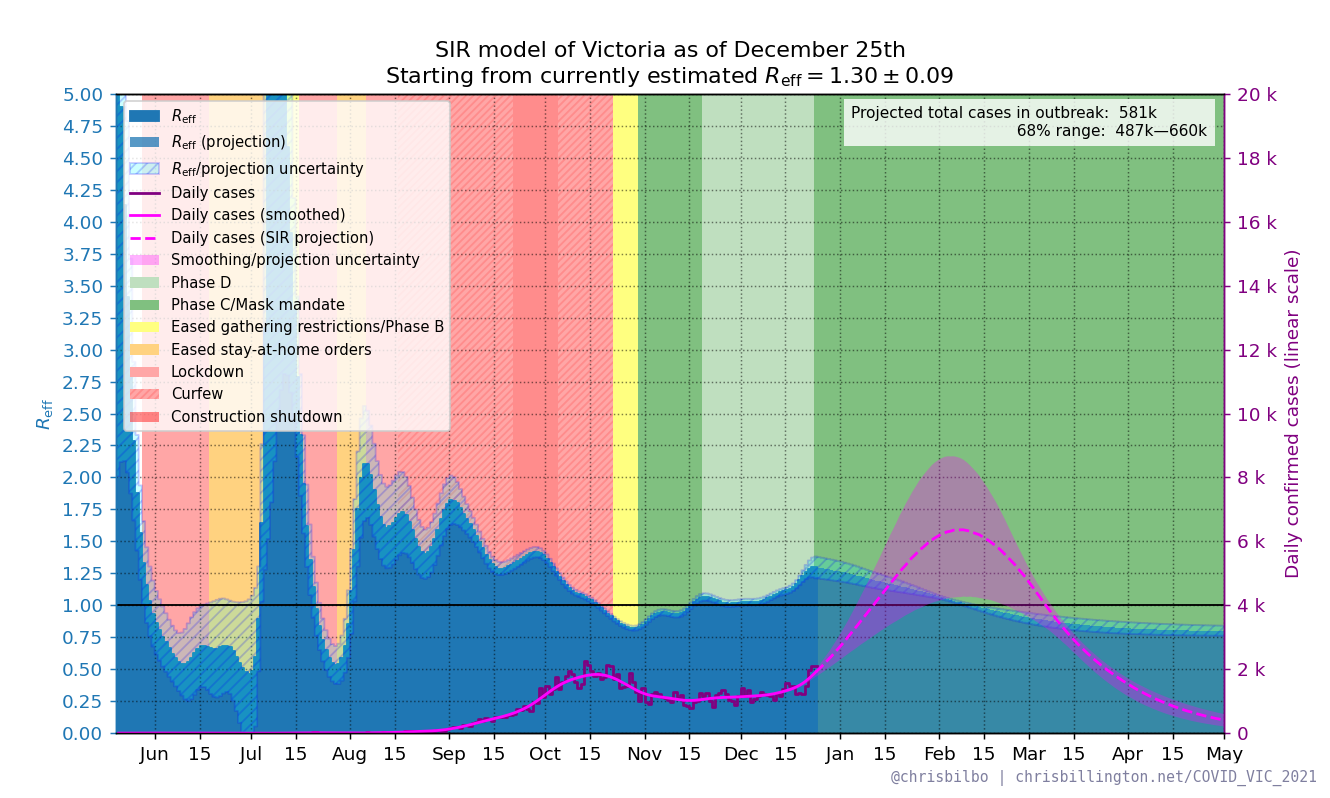 SIR model of Victoria as of December 25th
Starting from currently estimated R_eff = 1.30 ± 0.09
Projected total cases in outbreak: 581k
68% range: 487k—660k
R_eff
R_eff (projection)
R_eff/projection uncertainty
Daily cases
Daily cases (smoothed)
Daily cases (SIR projection)
Smoothing/projection uncertainty
Phase D
Phase C/Mask mandate
Eased gathering restrictions/Phase B
Eased stay-at-home orders
Lockdown
Curfew
Construction shutdown
R_eff
5.00
4.75
4.50
4.25
4.00
3.75
3.50
3.25
3.00
2.75
2.50
2.25
2.00
1.75
1.50
1.25
1.00
0.75
0.50
0.25
0.00
20 k
18 k
16 k
14 k
12 k
10 k
8 k
6 k
4 k
2 k
0
Daily confirmed cases (linear scale)
Jun 15 Jul 15 Aug 15 Sep 15 Oct 15 Nov 15 Dec 15 Jan 15 Feb 15 Mar 15 Apr 15 May
@chrisbilbo | chrisbillington.net/COVID_VIC_2021